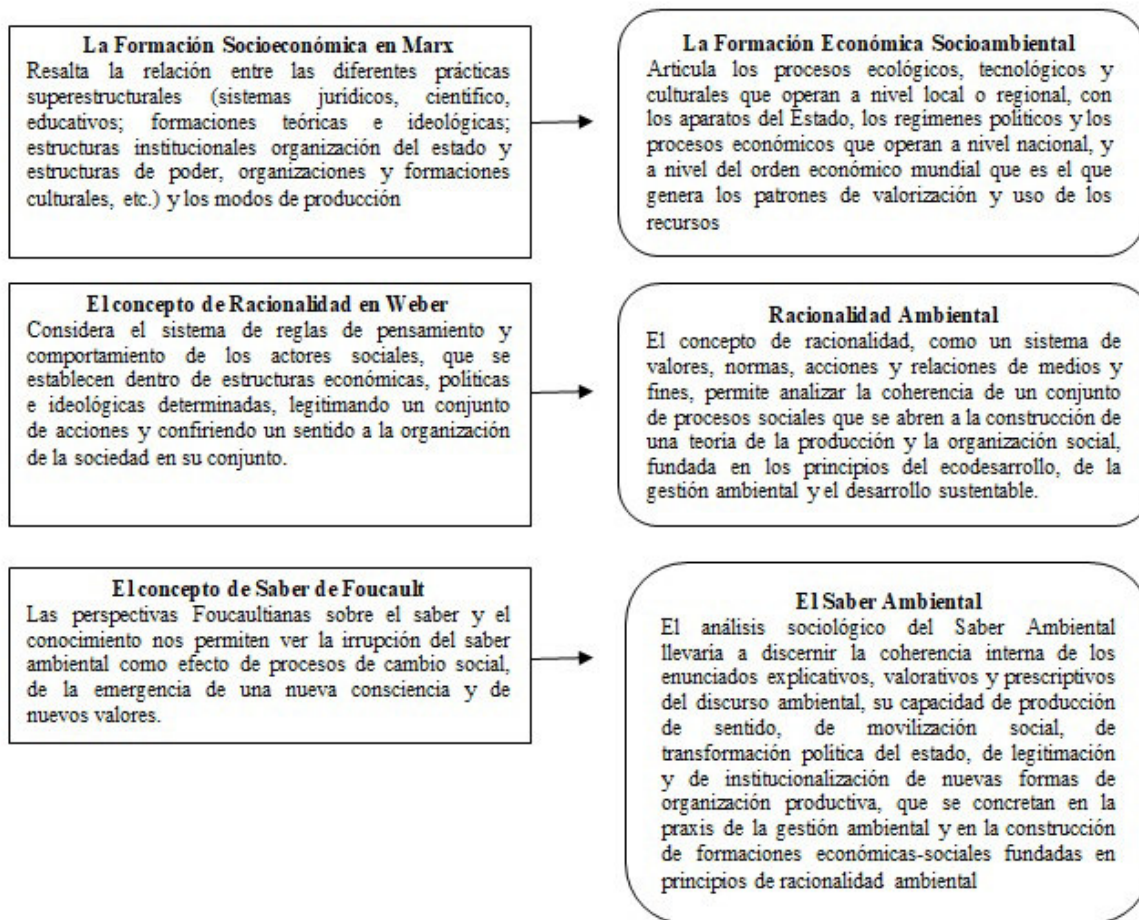 La Formación Socioeconómica en Marx
Resalta la relación entre las diferentes prácticas
superestructurales (sistemas jurídicos, científico,
educativos; formaciones teóricas e ideológicas;
estructuras institucionales organización del estado y
estructuras de poder, organizaciones y formaciones
culturales, etc.) y los modos de producción
La Formación Económica Socioambiental
Articula los procesos ecológicos, tecnológicos y
culturales que operan a nivel local o regional, con
los aparatos del Estado, los regímenes políticos y los
procesos económicos que operan a nivel nacional, y
a nivel del orden económico mundial que es el que
genera los patrones de valorización y uso de los
recursos
El concepto de Racionalidad en Weber
Considera el sistema de reglas de pensamiento y
comportamiento de los actores sociales, que se
establecen dentro de estructuras económicas, políticas
e ideológicas determinadas, legitimando un conjunto
de acciones y confiriendo un sentido a la organización
de la sociedad en su conjunto.
Racionalidad Ambiental
El concepto de racionalidad, como un sistema de
valores, normas, acciones y relaciones de medios y
fines, permite analizar la coherencia de un conjunto
de procesos sociales que se abren a la construcción de
una teoría de la producción y la organización social,
fundada en los principios del ecodesarrollo, de la
gestión ambiental y el desarrollo sustentable.
El concepto de Saber de Foucault
Las perspectivas Foucaultianas sobre el saber y el
conocimiento nos permiten ver la irrupción del saber
ambiental como efecto de procesos de cambio social,
de la emergencia de una nueva consciencia y de
nuevos valores.
El Saber Ambiental
El análisis sociológico del Saber Ambiental
llevaría a discernir la coherencia interna de los
enunciados explicativos, valorativos y prescriptivos
del discurso ambiental, su capacidad de producción
de sentido, de movilización social, de
transformación política del estado, de legitimación
y de institucionalización de nuevas formas de
organización productiva, que se concretan en la
praxis de la gestión ambiental y en la construcción
de formaciones económicas-sociales fundadas en
principios de racionalidad ambiental